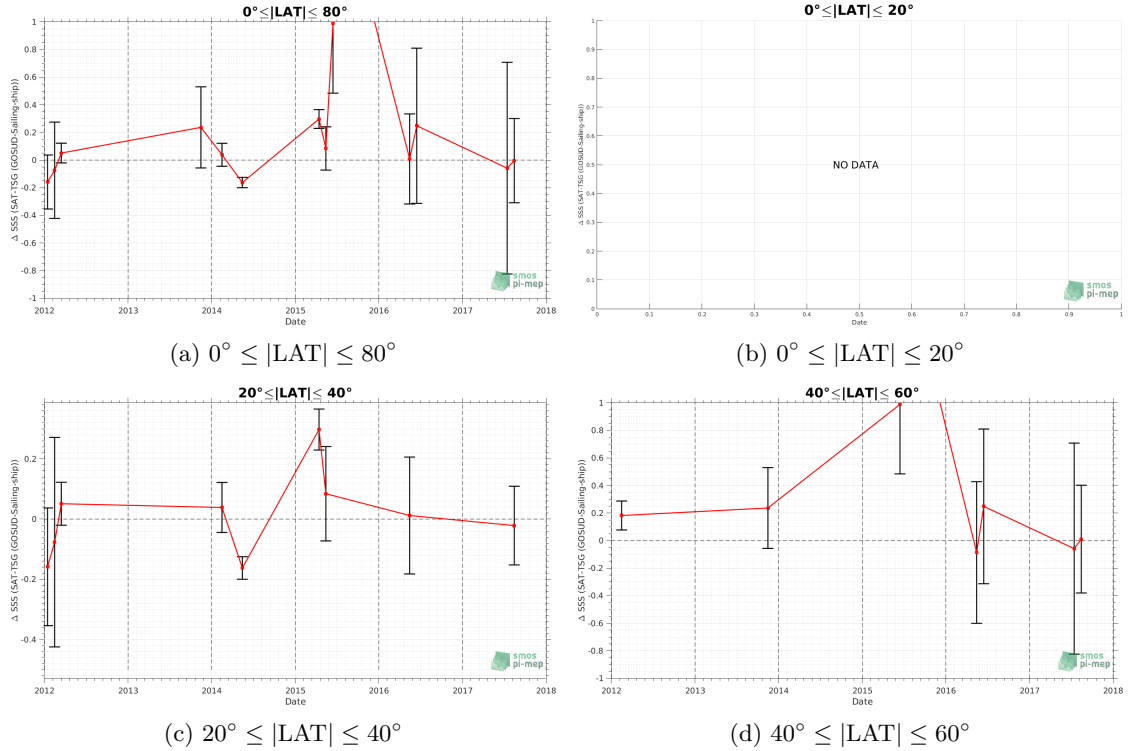 0°≤|LAT|≤ 80°
Δ SSS (SAT-TSG (GOSUD-Sailing-ship))
1
0.8
0.6
0.4
0.2
0
-0.2
-0.4
-0.6
-0.8
-1
2012 2013 2014 2015 2016 2017 2018
Date
smos
pi-mep
(a) 0° ≤ |LAT| ≤ 80°
0°≤|LAT|≤ 20°
Δ SSS (SAT-TSG (GOSUD-Sailing-ship))
1
0.9
0.8
0.7
0.6
0.5
0.4
0.3
0.2
0.1
0
NO DATA
0 0.1 0.2 0.3 0.4 0.5 0.6 0.7 0.8 0.9 1
Date
smos
pi-mep
(b) 0° ≤ |LAT| ≤ 20°
20°≤|LAT|≤ 40°
Δ SSS (SAT-TSG (GOSUD-Sailing-ship))
0.2
0
-0.2
-0.4
2012 2013 2014 2015 2016 2017 2018
Date
smos
pi-mep
(c) 20° ≤ |LAT| ≤ 40°
40°≤|LAT|≤ 60°
Δ SSS (SAT-TSG (GOSUD-Sailing-ship))
1
0.8
0.6
0.4
0.2
0
-0.2
-0.4
-0.6
-0.8
-1
2012 2013 2014 2015 2016 2017 2018
Date
smos
pi-mep
(d) 40° ≤ |LAT| ≤ 60°